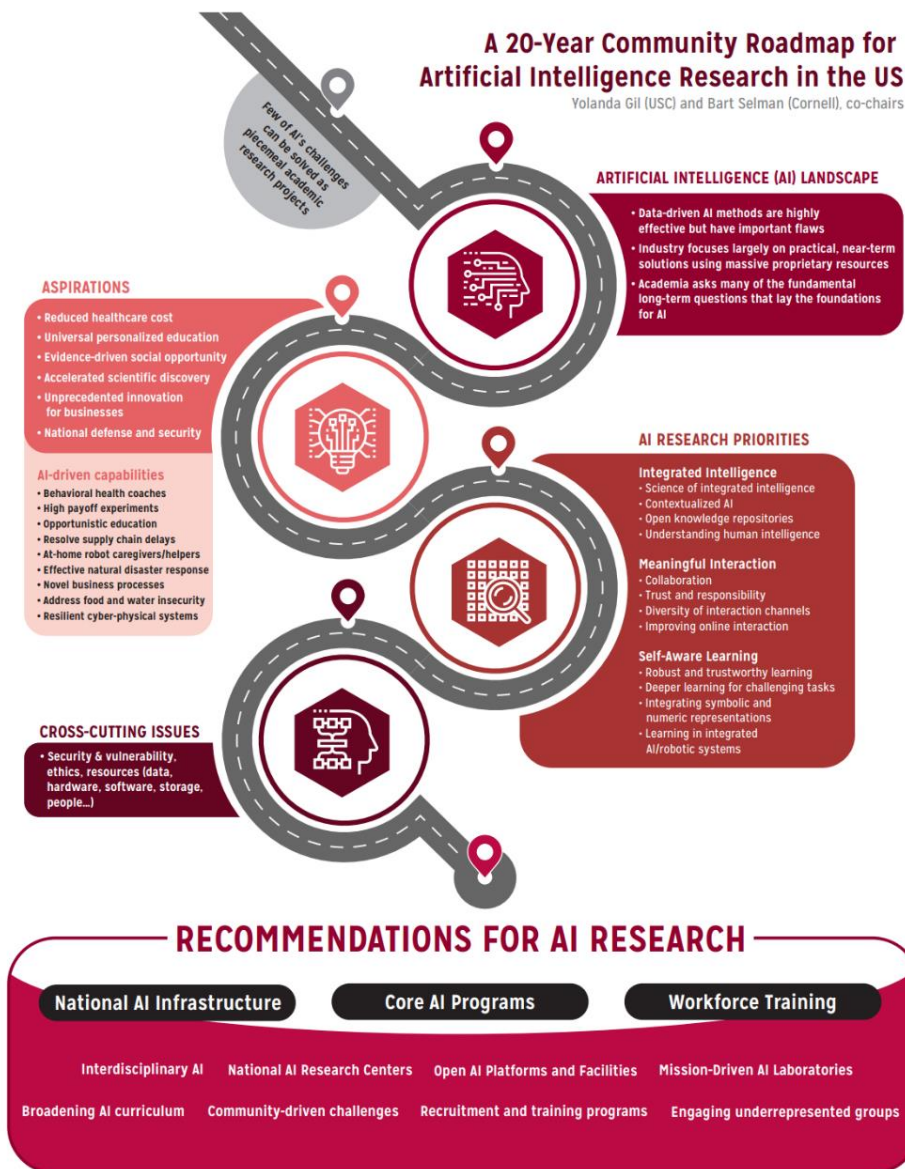 A 20-Year Community Roadmap for
Artificial Intelligence Research in the US
Yolanda Gil (USC) and Bart Selman (Cornell), co-chairs
Few of AI's challenges
can be solved as
piecemeal academic
research projects
ARTIFICIAL INTELLIGENCE (AI) LANDSCAPE
• Data-driven AI methods are highly
effective but have important flaws
• Industry focuses largely on practical, near-term
solutions using massive proprietary resources
• Academia asks many of the fundamental
long-term questions that lay the foundations
for AI
ASPIRATIONS
• Reduced healthcare cost
• Universal personalized education
• Evidence-driven social opportunity
• Accelerated scientific discovery
• Unprecedented innovation
for businesses
• National defense and security
AI-driven capabilities
• Behavioral health coaches
• High payoff experiments
• Opportunistic education
• Resolve supply chain delays
• At-home robot caregivers/helpers
• Effective natural disaster response
• Novel business processes
• Address food and water insecurity
• Resilient cyber-physical systems
AI RESEARCH PRIORITIES
Integrated Intelligence
• Science of integrated intelligence
• Contextualized AI
• Open knowledge repositories
• Understanding human intelligence
Meaningful Interaction
• Collaboration
• Trust and responsibility
• Diversity of interaction channels
• Improving online interaction
Self-Aware Learning
• Robust and trustworthy learning
• Deeper learning for challenging tasks
• Integrating symbolic and
numeric representations
• Learning in integrated
AI/robotic systems
CROSS-CUTTING ISSUES
• Security & vulnerability,
ethics, resources (data,
hardware, software, storage,
people...)
RECOMMENDATIONS FOR AI RESEARCH
National AI Infrastructure
Core AI Programs
Workforce Training
Interdisciplinary AI
National AI Research Centers
Open AI Platforms and Facilities
Mission-Driven AI Laboratories
Broadening AI curriculum
Community-driven challenges
Recruitment and training programs
Engaging underrepresented groups